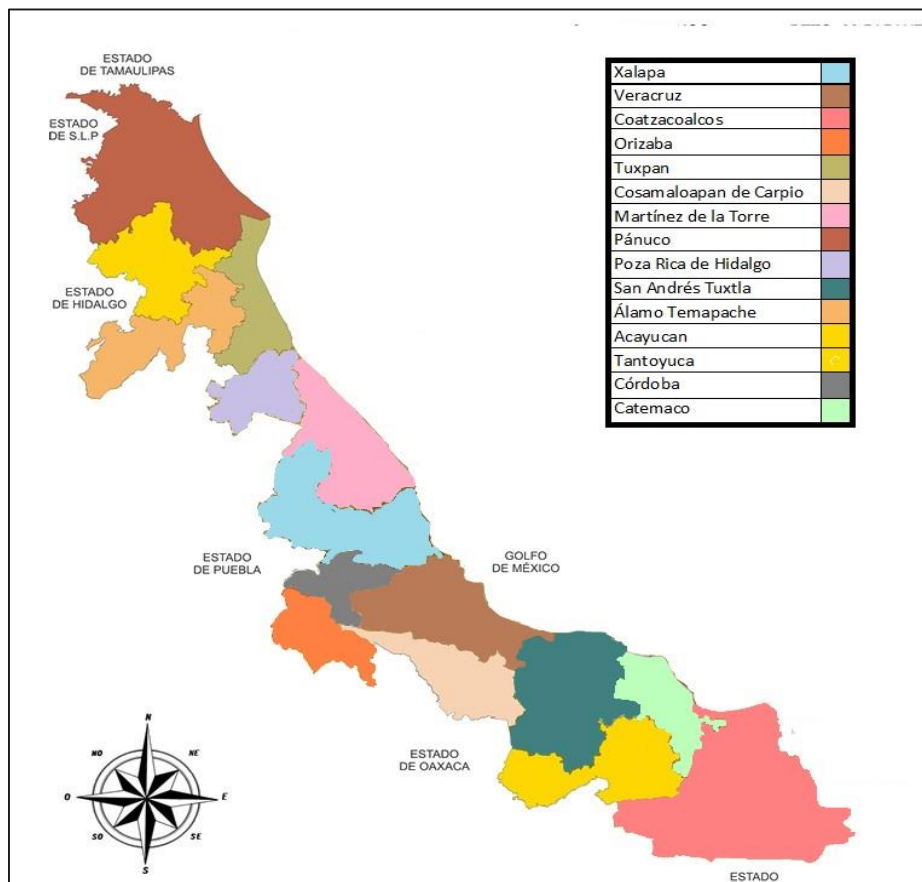 ESTADO
DE TAMAULIPAS
ESTADO
DE S.L.P
ESTADO
DE HIDALGO
ESTADO
DE PUEBLA
GOLFO
DE MÉXICO
ESTADO
DE OAXACA
ESTADO
Xalapa
Veracruz
Coatzacoalcos
Orizaba
Tuxpan
Cosamaloapan de Carpio
Martínez de la Torre
Pánuco
Poza Rica de Hidalgo
San Andrés Tuxtla
Álamo Temapache
Acayucan
Tantoyuca
Córdoba
Catemaco
N
NO
NE
O
E
SO
SE
S